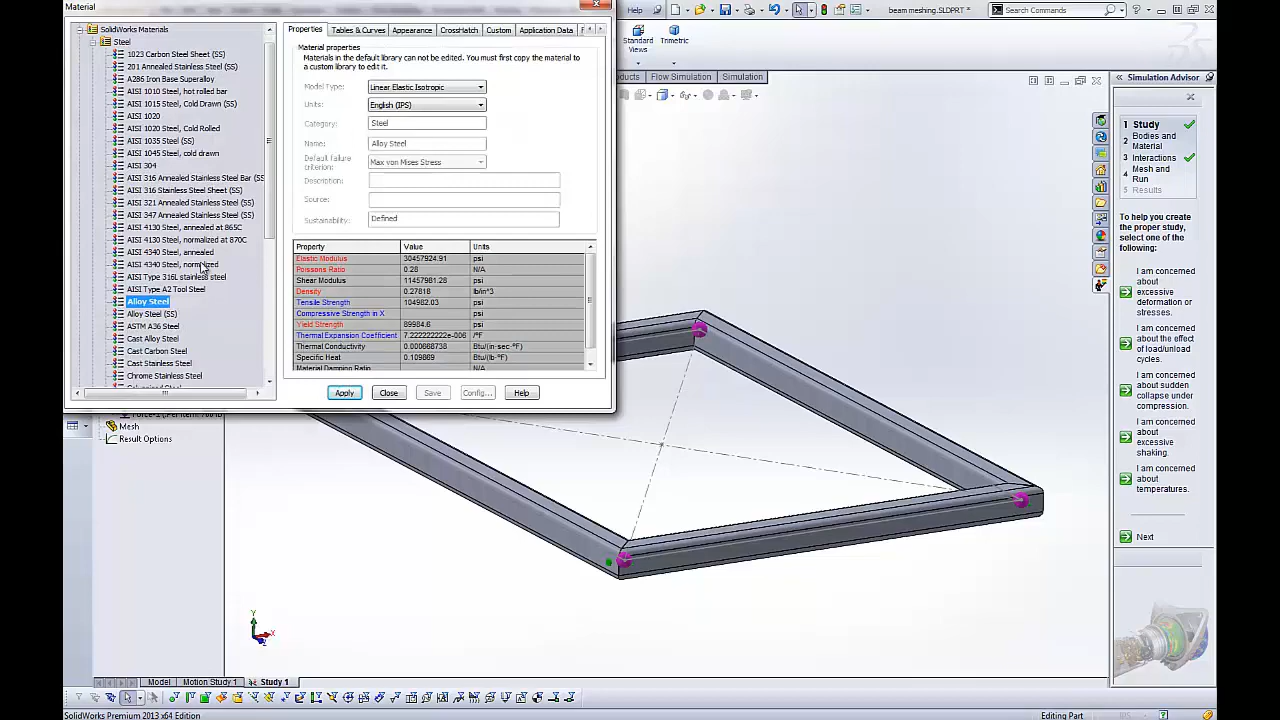 Material
SolidWorks Materials
Steel
1023 Carbon Steel Sheet (SS)
201 Annealed Stainless Steel (SS)
A286 Iron Base Superalloy
AISI 1010 Steel, hot rolled bar
AISI 1015 Steel, Cold Drawn (SS)
AISI 1020
AISI 1020 Steel, Cold Rolled
AISI 1035 Steel (SS)
AISI 1045 Steel, cold drawn
AISI 304
AISI 316 Annealed Stainless Steel Bar (SS
AISI 316 Stainless Steel Sheet (SS)
AISI 321 Annealed Stainless Steel (SS)
AISI 347 Annealed Stainless Steel (SS)
AISI 4130 Steel, annealed at 865C
AISI 4130 Steel, normalized at 870C
AISI 4340 Steel, annealed
AISI 4340 Steel, normalized
AISI Type 316L stainless steel
AISI Type A2 Tool Steel
Alloy Steel
Alloy Steel (SS)
ASTM A36 Steel
Cast Alloy Steel
Cast Carbon Steel
Cast Stainless Steel
Chrome Stainless Steel
Properties Tables & Curves Appearance CrossHatch Custom Application Data
Material properties
Materials in the default library can not be edited. You must first copy the material to
a custom library to edit it.
Model Type: Linear Elastic Isotropic
Units: English (IPS)
Category: Steel
Name: Alloy Steel
Default failure
criterion: Max von Mises Stress
Description:
Source:
Sustainability: Defined
Property Value Units
Elastic Modulus 30457924.91 psi
Poissons Ratio 0.28 N/A
Shear Modulus 11457981.28 psi
Density 0.27818 lb/in^3
Tensile Strength 104982.03 psi
Compressive Strength in X psi
Yield Strength 89984.6 psi
Thermal Expansion Coefficient 7.222222222e-006 /°F
Thermal Conductivity 0.000668738 Btu/(in·sec·°F)
Specific Heat 0.109869 Btu/(lb·°F)
Material Damping Ratio N/A
Apply Close Save Config... Help
Mesh
Result Options
Help
beam meshing.SLDPRT *
Search Commands
Standard
Views
Trimetric
Flow Simulation Simulation
Simulation Advisor
1 Study
2 Bodies and
Material
3 Interactions
4 Mesh and
Run
5 Results
To help you create
the proper study,
select one of the
following:
I am concerned
about
excessive
deformation or
stresses.
I am concerned
about the effect
of load/unload
cycles.
I am concerned
about sudden
collapse under
compression.
I am concerned
about
excessive
shaking.
I am concerned
about
temperatures.
Next
Y
X
Z
Model Motion Study 1 Study 1
SolidWorks Premium 2013 x64 Edition
Editing Part